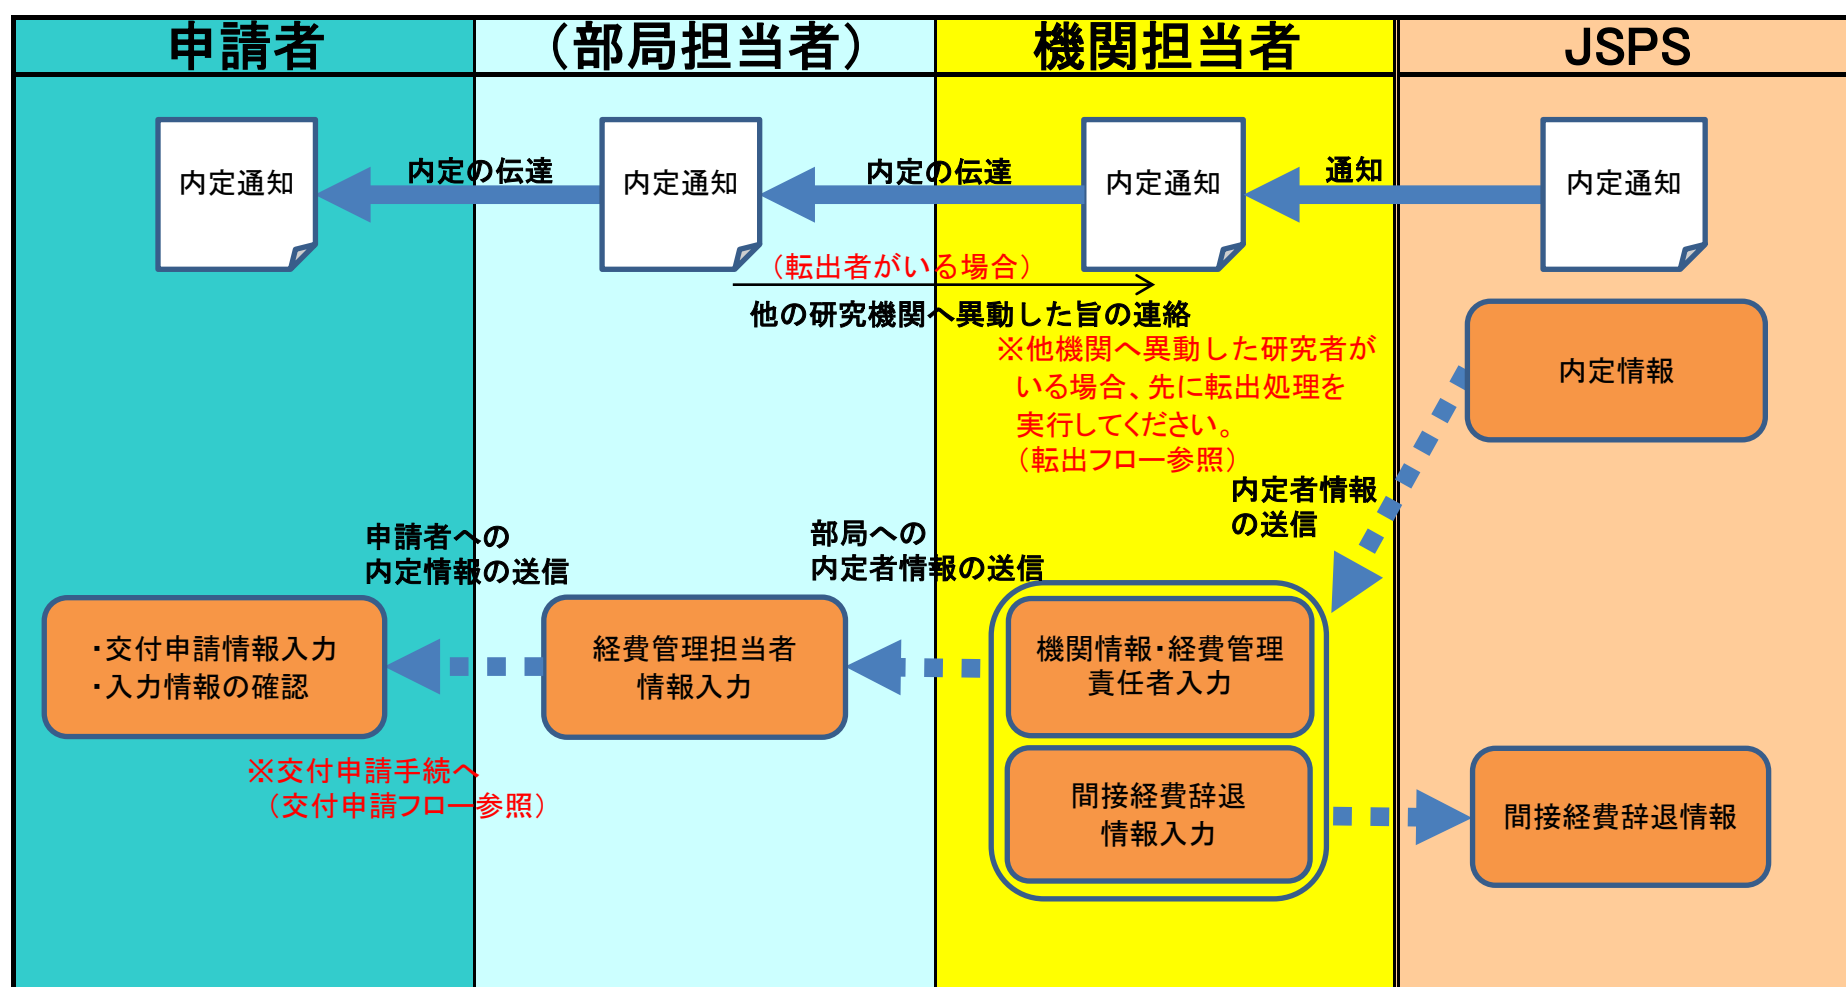 申請者
（部局担当者）
機関担当者
JSPS
内定通知
内定の伝達
内定通知
内定の伝達
内定通知
通知
内定通知
（転出者がいる場合）
他の研究機関へ異動した旨の連絡
※他機関へ異動した研究者が
いる場合、先に転出処理を
実行してください。
（転出フロー参照）
内定情報
内定者情報
の送信
申請者への
内定情報の送信
部局への
内定者情報の送信
・交付申請情報入力
・入力情報の確認
経費管理担当者
情報入力
機関情報・経費管理
責任者入力
※交付申請手続へ
（交付申請フロー参照）
間接経費辞退
情報入力
間接経費辞退情報